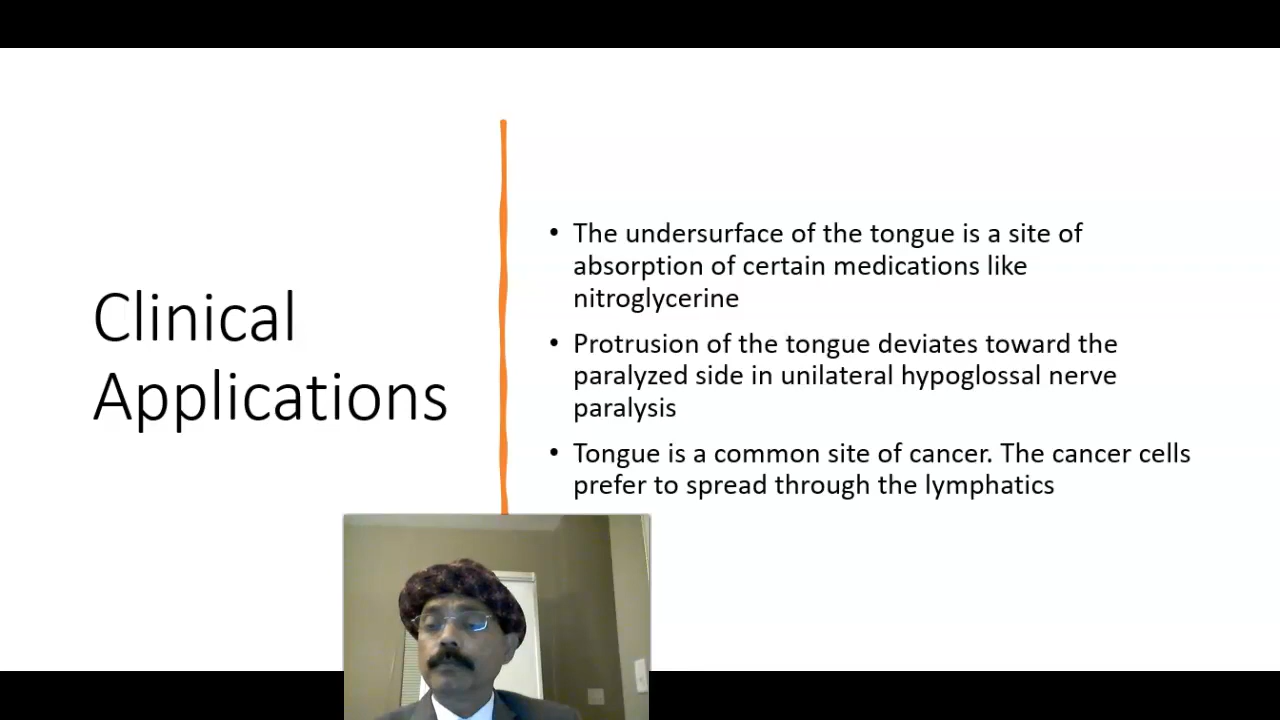 Clinical
Applications
• The undersurface of the tongue is a site of
absorption of certain medications like
nitroglycerine
• Protrusion of the tongue deviates toward the
paralyzed side in unilateral hypoglossal nerve
paralysis
• Tongue is a common site of cancer. The cancer cells
prefer to spread through the lymphatics